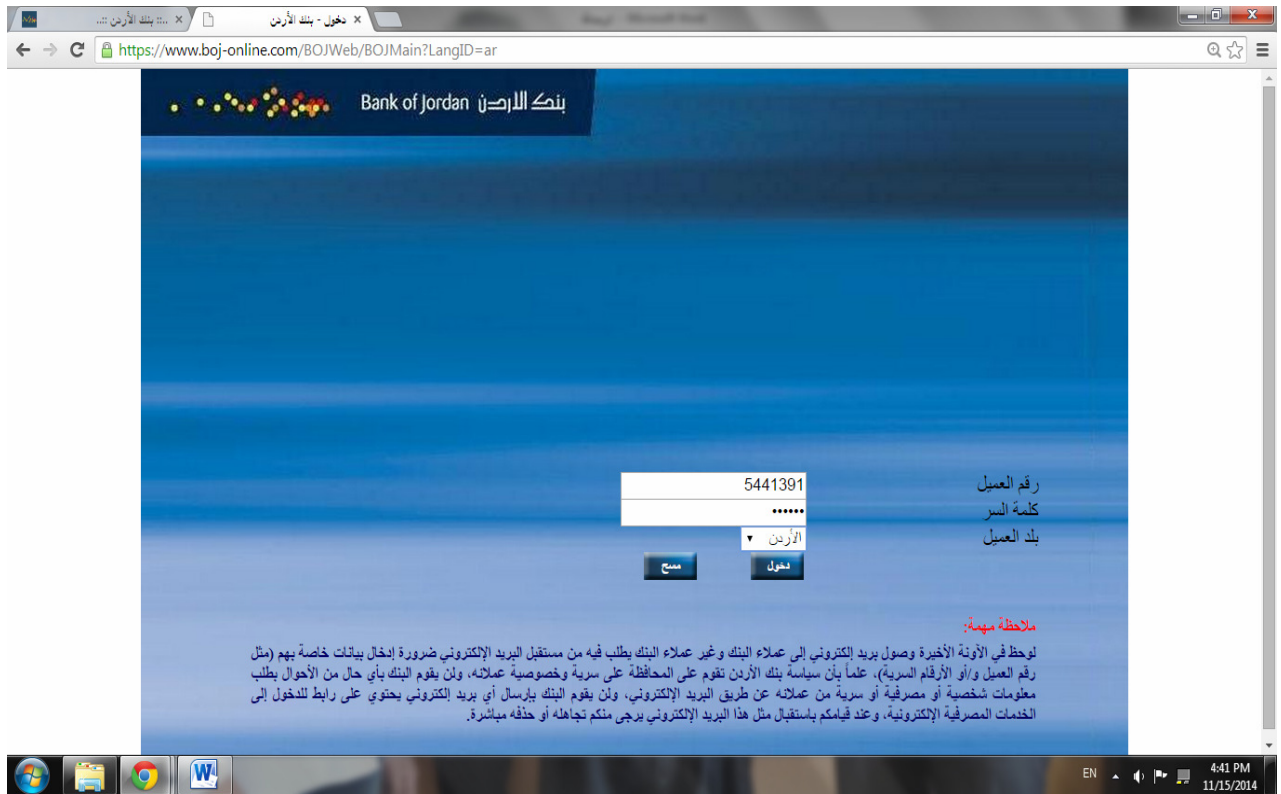 ..:: بنك الأردن ::..
دخول - بنك الأردن
https://www.boj-online.com/BOJWeb/BOJMain?LangID=ar
Bank of Jordan بنك الاردن
رقم العميل 5441391
كلمة السر ••••••
بلد العميل الأردن
دخول مسح
ملاحظة مهمة:
لوحظ في الآونة الأخيرة وصول بريد إلكتروني إلى عملاء البنك وغير عملاء البنك يطلب فيه من مستقبل البريد الإلكتروني ضرورة إدخال بيانات خاصة بهم (مثل
رقم العميل و/أو الأرقام السرية)، علماً بأن سياسة بنك الأردن تقوم على المحافظة على سرية وخصوصية عملائه، ولن يقوم البنك بأي حال من الأحوال بطلب
معلومات شخصية أو مصرفية أو سرية من عملائه عن طريق البريد الإلكتروني، ولن يقوم البنك بإرسال أي بريد إلكتروني يحتوي على رابط للدخول إلى
الخدمات المصرفية الإلكترونية، وعند قيامكم باستقبال مثل هذا البريد الإلكتروني يرجى منكم تجاهله أو حذفه مباشرة.
EN 4:41 PM
11/15/2014